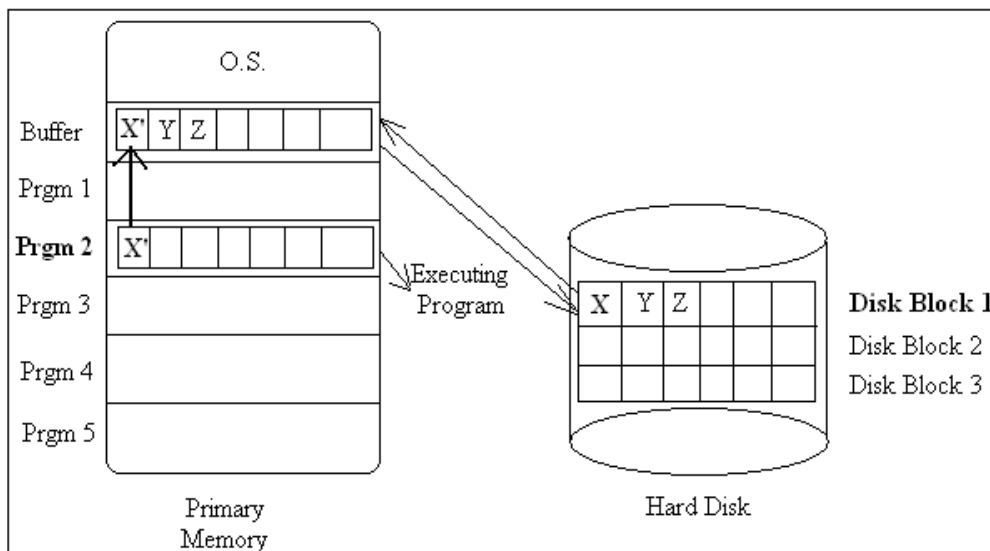 O.S.
Buffer
X' Y Z
Prgm 1
Prgm 2
X'
Executing
Program
Prgm 3
Prgm 4
Prgm 5
X Y Z
Disk Block 1
Disk Block 2
Disk Block 3
Primary
Memory
Hard Disk